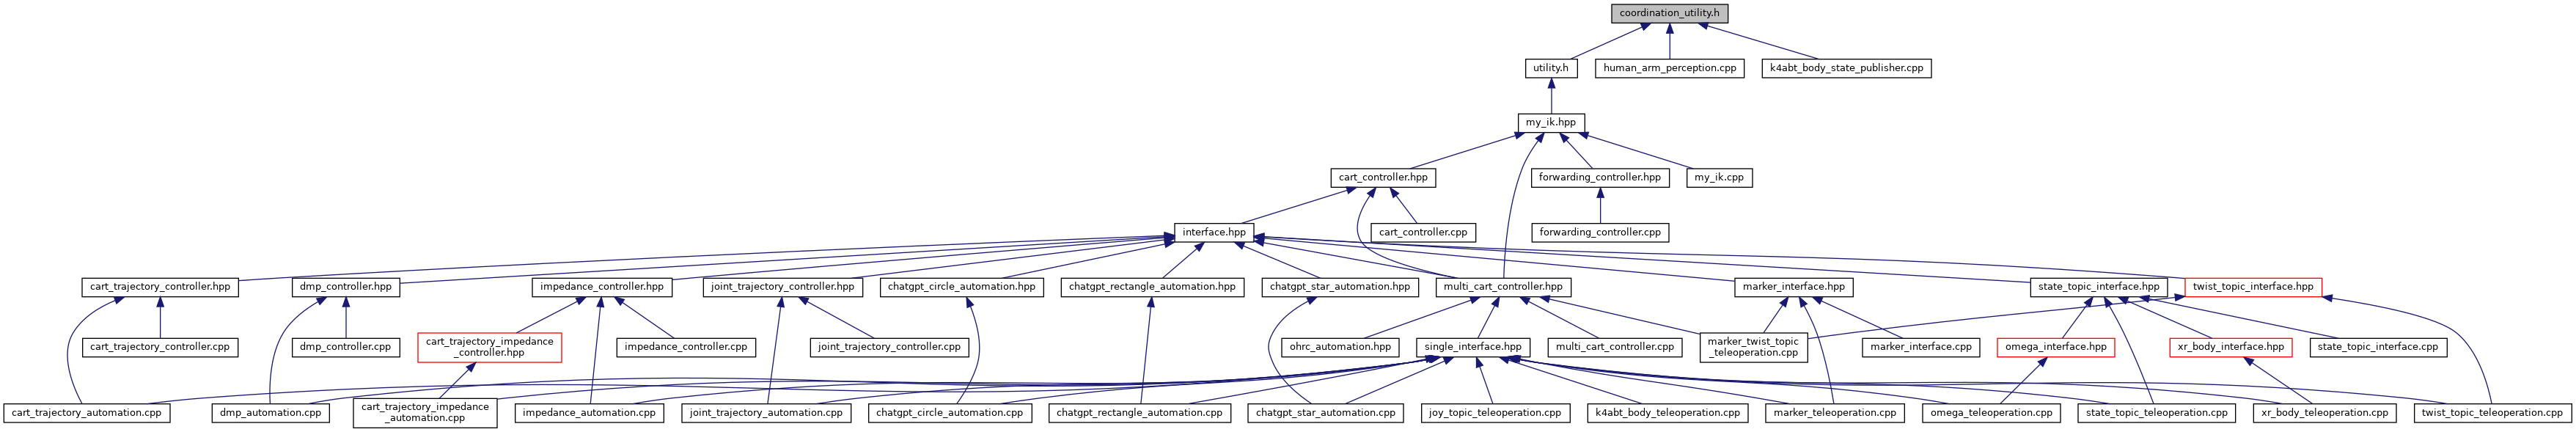 coordination_utility.h
utility.h
human_arm_perception.cpp
k4abt_body_state_publisher.cpp
my_ik.hpp
cart_controller.hpp
forwarding_controller.hpp
my_ik.cpp
interface.hpp
cart_controller.cpp
forwarding_controller.cpp
cart_trajectory_controller.hpp
dmp_controller.hpp
impedance_controller.hpp
joint_trajectory_controller.hpp
chatgpt_circle_automation.hpp
chatgpt_rectangle_automation.hpp
chatgpt_star_automation.hpp
multi_cart_controller.hpp
marker_interface.hpp
state_topic_interface.hpp
twist_topic_interface.hpp
cart_trajectory_controller.cpp
dmp_controller.cpp
cart_trajectory_impedance
_controller.hpp
impedance_controller.cpp
joint_trajectory_controller.cpp
ohrc_automation.hpp
single_interface.hpp
multi_cart_controller.cpp
marker_twist_topic
_teleoperation.cpp
marker_interface.cpp
omega_interface.hpp
xr_body_interface.hpp
state_topic_interface.cpp
cart_trajectory_automation.cpp
dmp_automation.cpp
cart_trajectory_impedance
_automation.cpp
impedance_automation.cpp
joint_trajectory_automation.cpp
chatgpt_circle_automation.cpp
chatgpt_rectangle_automation.cpp
chatgpt_star_automation.cpp
joy_topic_teleoperation.cpp
k4abt_body_teleoperation.cpp
marker_teleoperation.cpp
omega_teleoperation.cpp
state_topic_teleoperation.cpp
xr_body_teleoperation.cpp
twist_topic_teleoperation.cpp